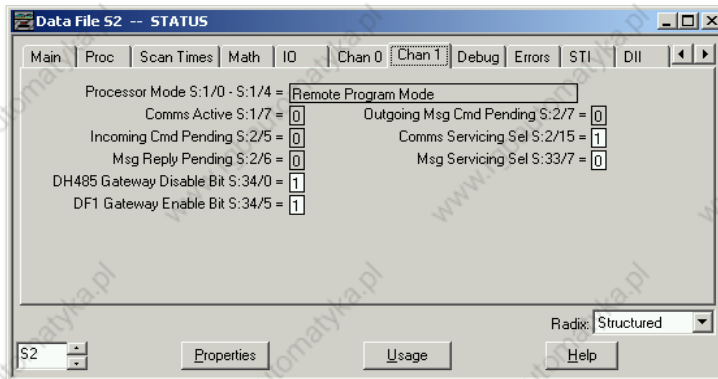 Data File S2 -- STATUS
Main Proc Scan Times Math IO Chan 0 Chan 1 Debug Errors STI DII
Processor Mode S:1/0 - S:1/4 = Remote Program Mode
Comms Active S:1/7 = 0 Outgoing Msg Cmd Pending S:2/7 = 0
Incoming Cmd Pending S:2/5 = 0 Comms Servicing Sel S:2/15 = 1
Msg Reply Pending S:2/6 = 0 Msg Servicing Sel S:33/7 = 0
DH485 Gateway Disable Bit S:34/0 = 1
DF1 Gateway Enable Bit S:34/5 = 1
Radix: Structured
S2 Properties Usage Help